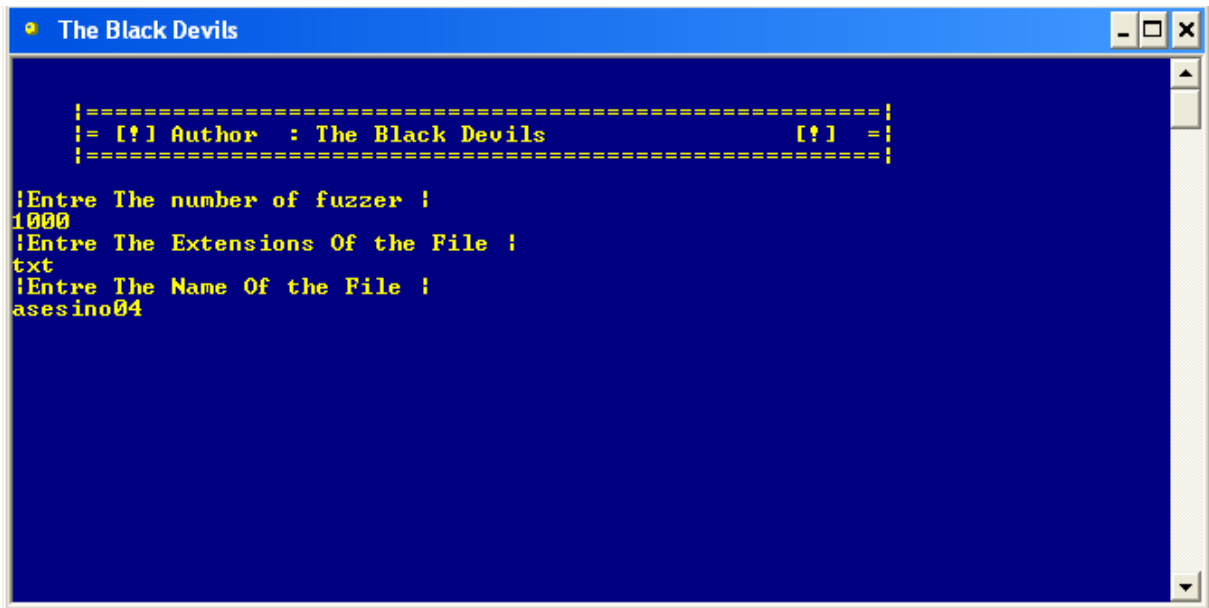 The Black Devils
¦=======================================================¦
¦= [!] Author  : The Black Devils                 [!]  =¦
¦=======================================================¦
¦Entre The number of fuzzer ¦
1000
¦Entre The Extensions Of the File ¦
txt
¦Entre The Name Of the File ¦
asesino04